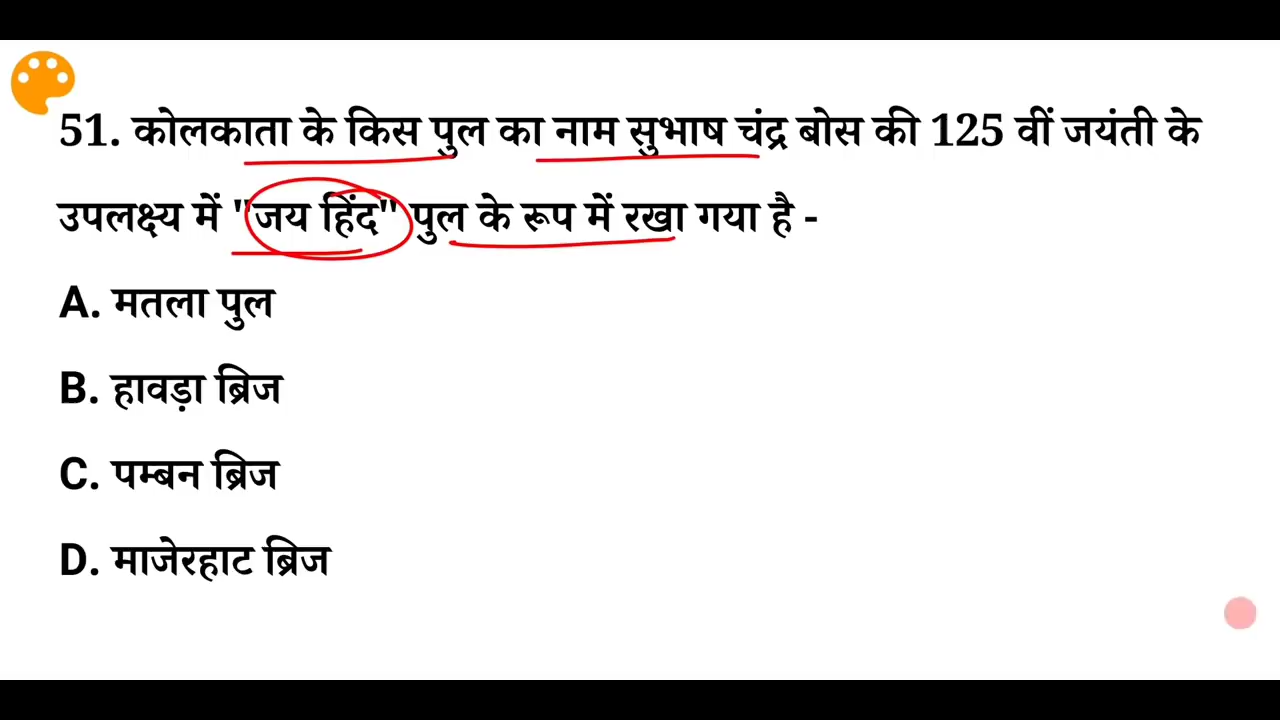 51. कोलकाता के किस पुल का नाम सुभाष चंद्र बोस की 125 वीं जयंती के
उपलक्ष्य में "जय हिंद" पुल के रूप में रखा गया है -
A. मतला पुल
B. हावड़ा ब्रिज
C. पम्बन ब्रिज
D. माजेरहाट ब्रिज